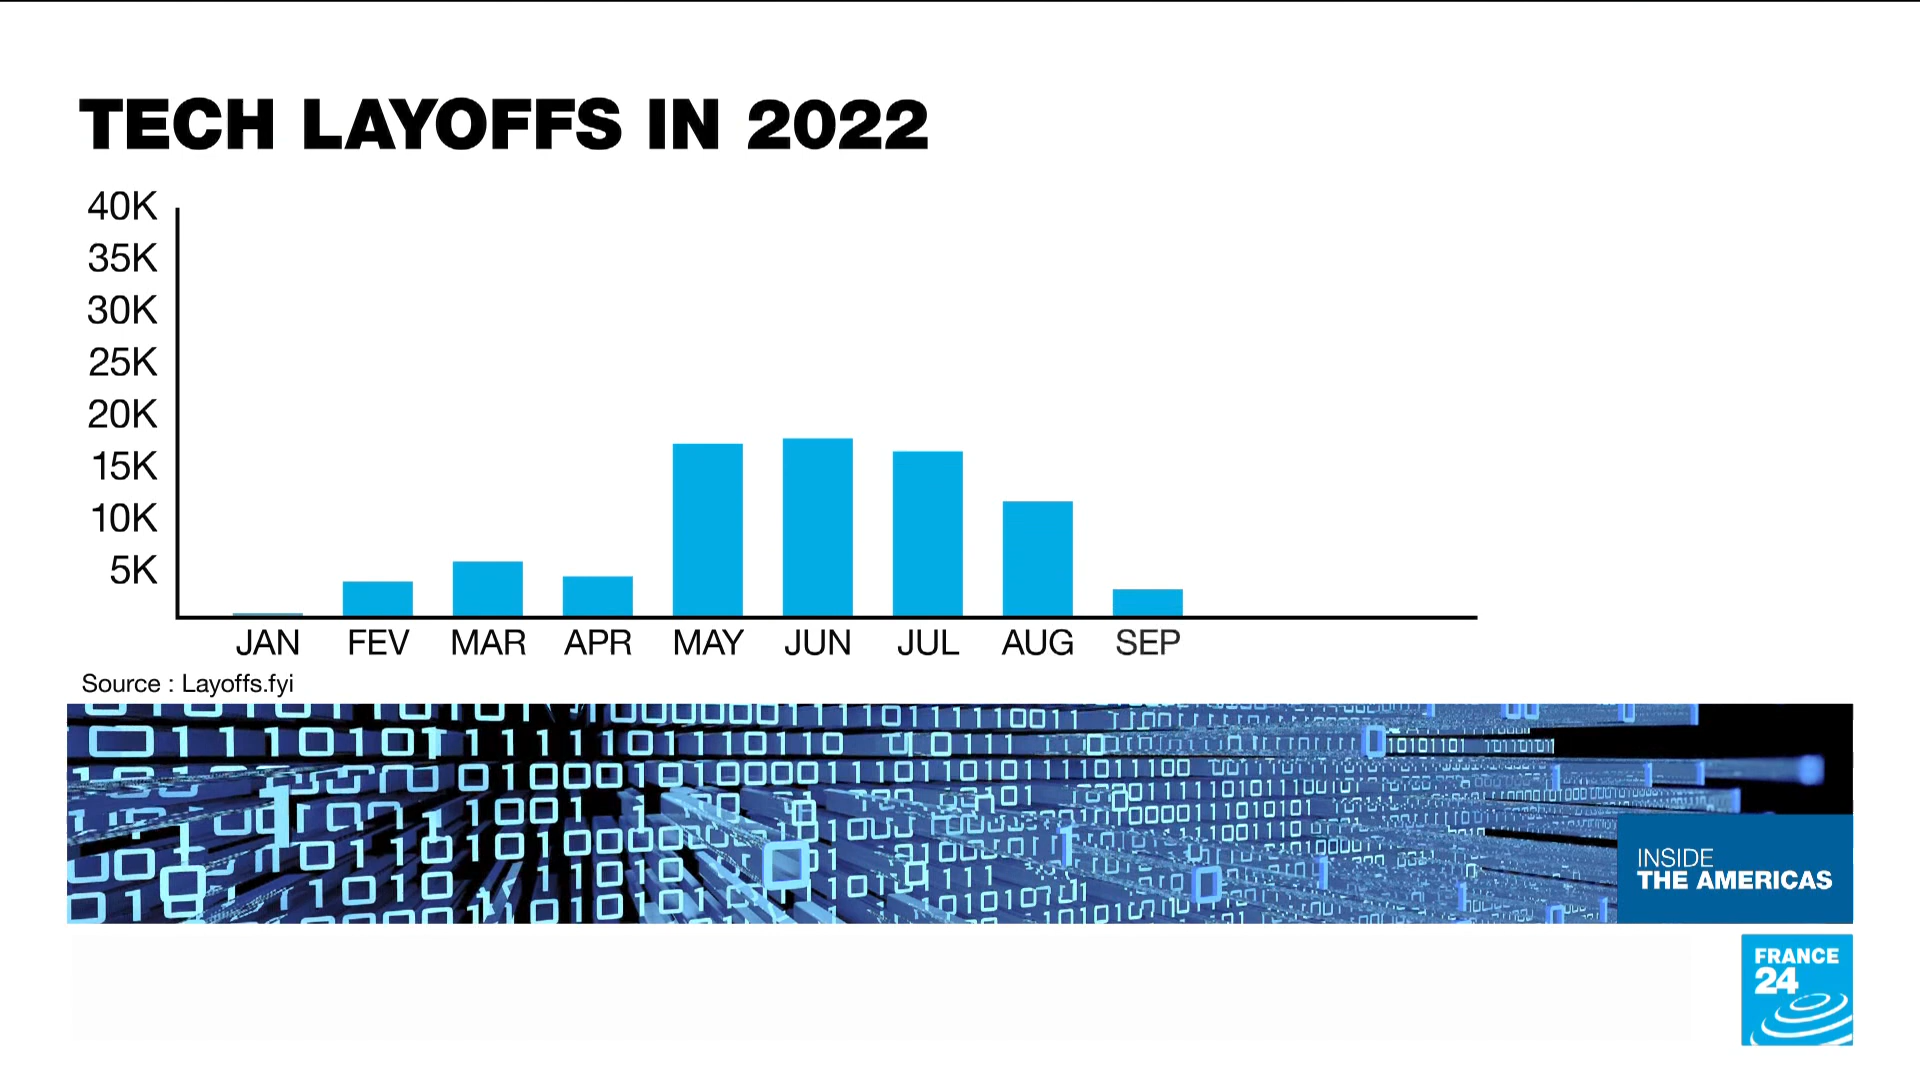 TECH LAYOFFS IN 2022
40K
35K
30K
25K
20K
15K
10K
5K
JAN FEV MAR APR MAY JUN JUL AUG SEP
Source : Layoffs.fyi
INSIDE
THE AMERICAS
FRANCE
24